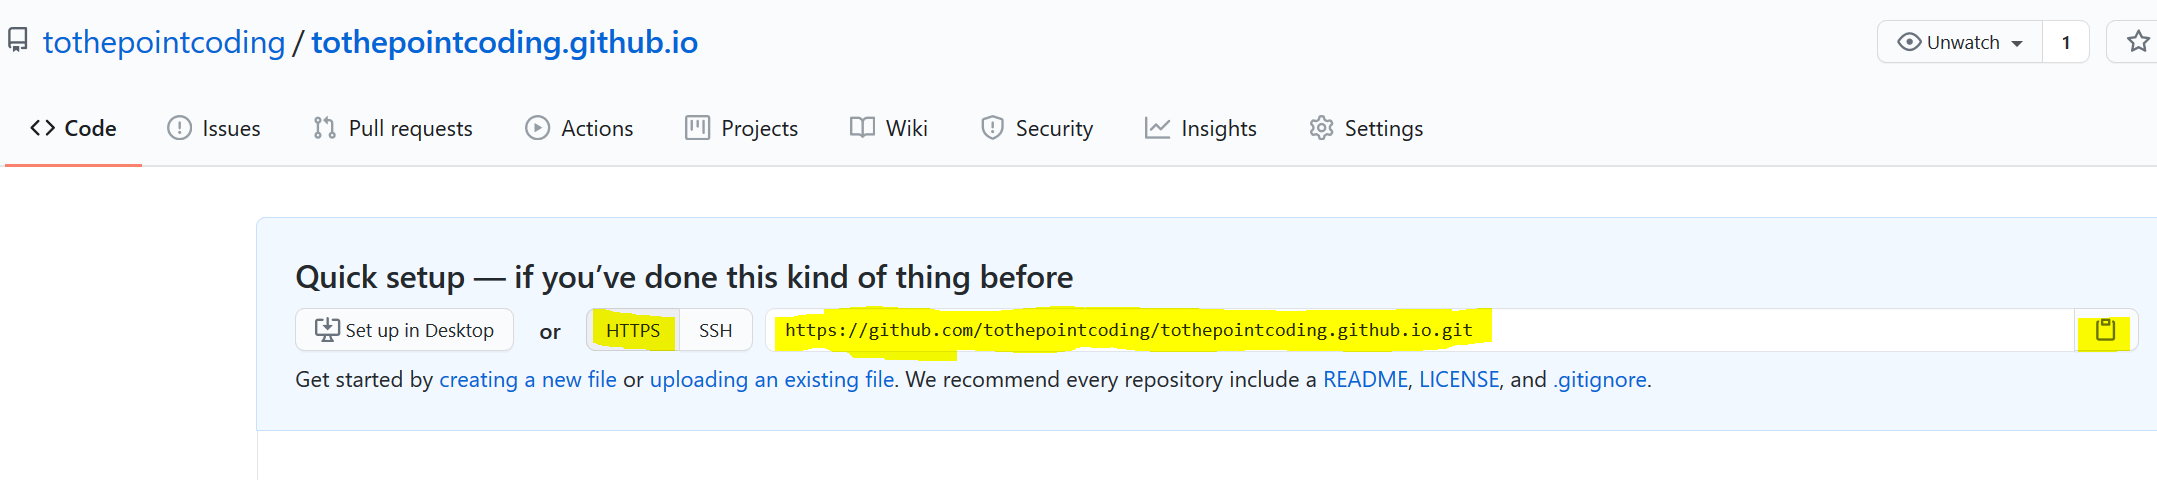 tothepointcoding / tothepointcoding.github.io
Unwatch 1
Code Issues Pull requests Actions Projects Wiki Security Insights Settings
Quick setup — if you’ve done this kind of thing before
Set up in Desktop or HTTPS SSH https://github.com/tothepointcoding/tothepointcoding.github.io.git
Get started by creating a new file or uploading an existing file. We recommend every repository include a README, LICENSE, and .gitignore.